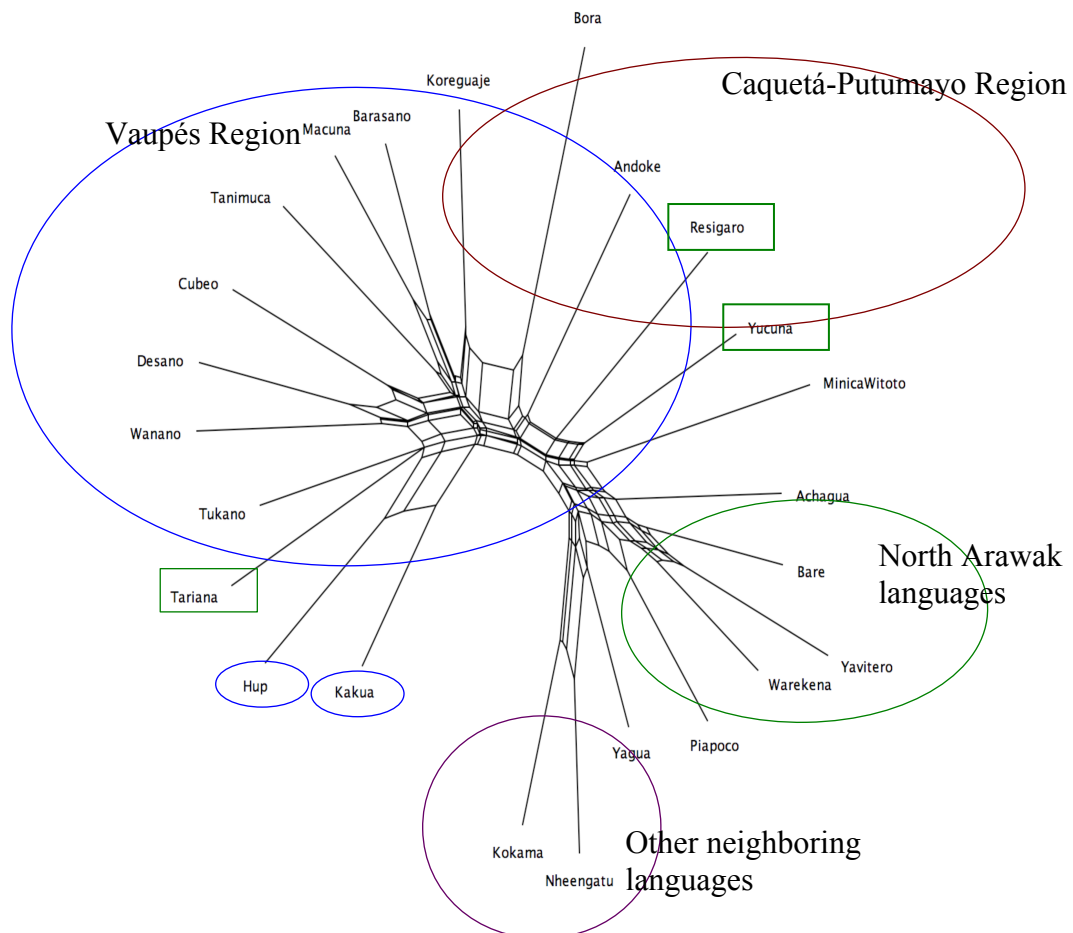 Bora
Koreguaje
Caquetá-Putumayo Region
Barasano
Vaupés Region
Macuna
Andoke
Tanimuca
Resigaro
Cubeo
Yucuna
Desano
MinicaWitoto
Wanano
Achagua
Tukano
North Arawak
languages
Bare
Tariana
Yavitero
Hup
Kakua
Warekena
Yagua
Piapoco
Other neighboring
languages
Kokama
Nheengatu